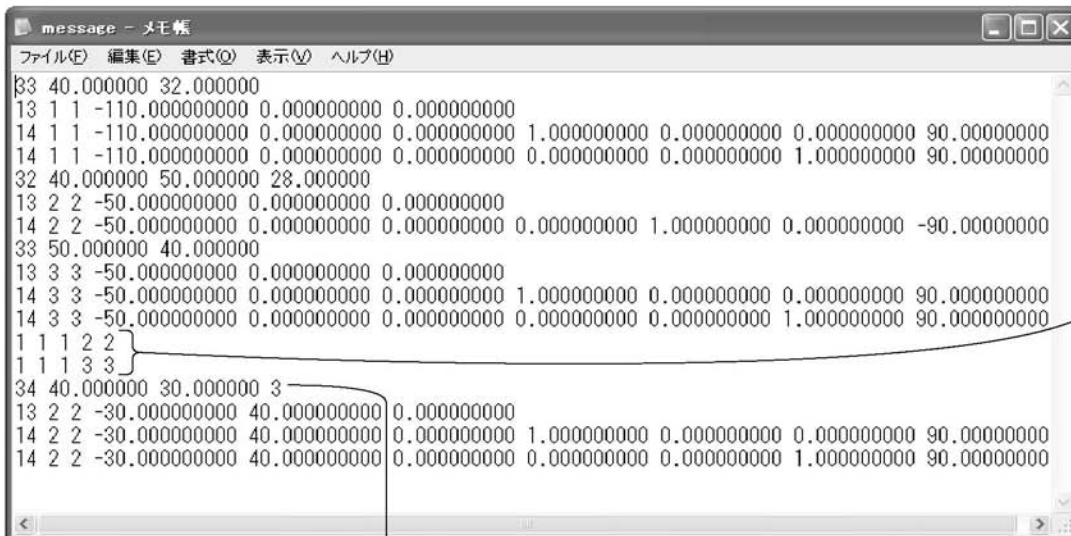 message - メモ帳
ファイル(F) 編集(E) 書式(O) 表示(V) ヘルプ(H)
33 40.000000 32.000000
13 1 1 -110.000000000 0.000000000 0.000000000
14 1 1 -110.000000000 0.000000000 0.000000000 1.000000000 0.000000000 0.000000000 90.00000000
14 1 1 -110.000000000 0.000000000 0.000000000 0.000000000 0.000000000 1.000000000 90.00000000
32 40.000000 50.000000 28.000000
13 2 2 -50.000000000 0.000000000 0.000000000
14 2 2 -50.000000000 0.000000000 0.000000000 0.000000000 1.000000000 0.000000000 -90.00000000
33 50.000000 40.000000
13 3 3 -50.000000000 0.000000000 0.000000000
14 3 3 -50.000000000 0.000000000 0.000000000 1.000000000 0.000000000 0.000000000 90.000000000
14 3 3 -50.000000000 0.000000000 0.000000000 0.000000000 0.000000000 1.000000000 90.000000000
1 1 1 2 2
1 1 1 3 3
34 40.000000 30.000000 3
13 2 2 -30.000000000 40.000000000 0.000000000
14 2 2 -30.000000000 40.000000000 0.000000000 1.000000000 0.000000000 0.000000000 90.00000000
14 2 2 -30.000000000 40.000000000 0.000000000 0.000000000 0.000000000 1.000000000 90.00000000